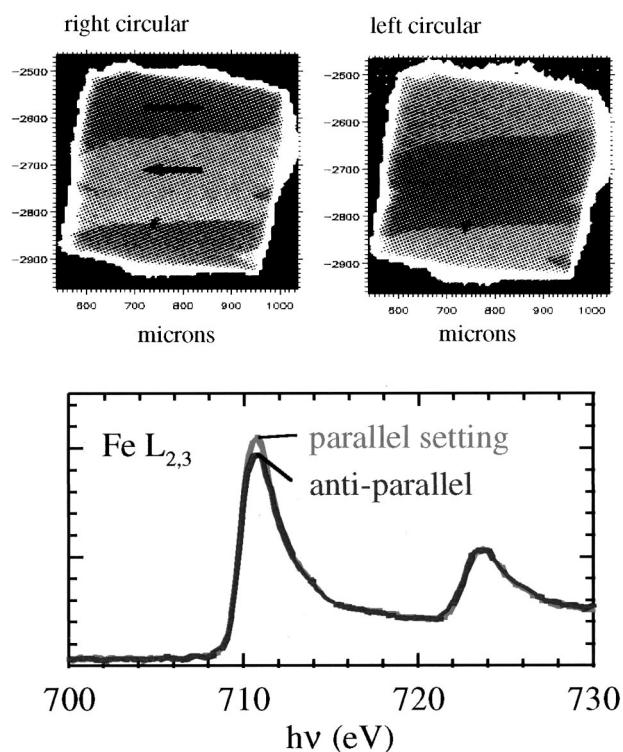 right circular
left circular
-2500
-2600
-2700
-2800
-2900
600 700 800 900 1000
microns
-2500
-2600
-2700
-2800
-2900
600 700 800 900 1000
microns
Fe L2,3
parallel setting
anti-parallel
700 710 720 730
hν (eV)